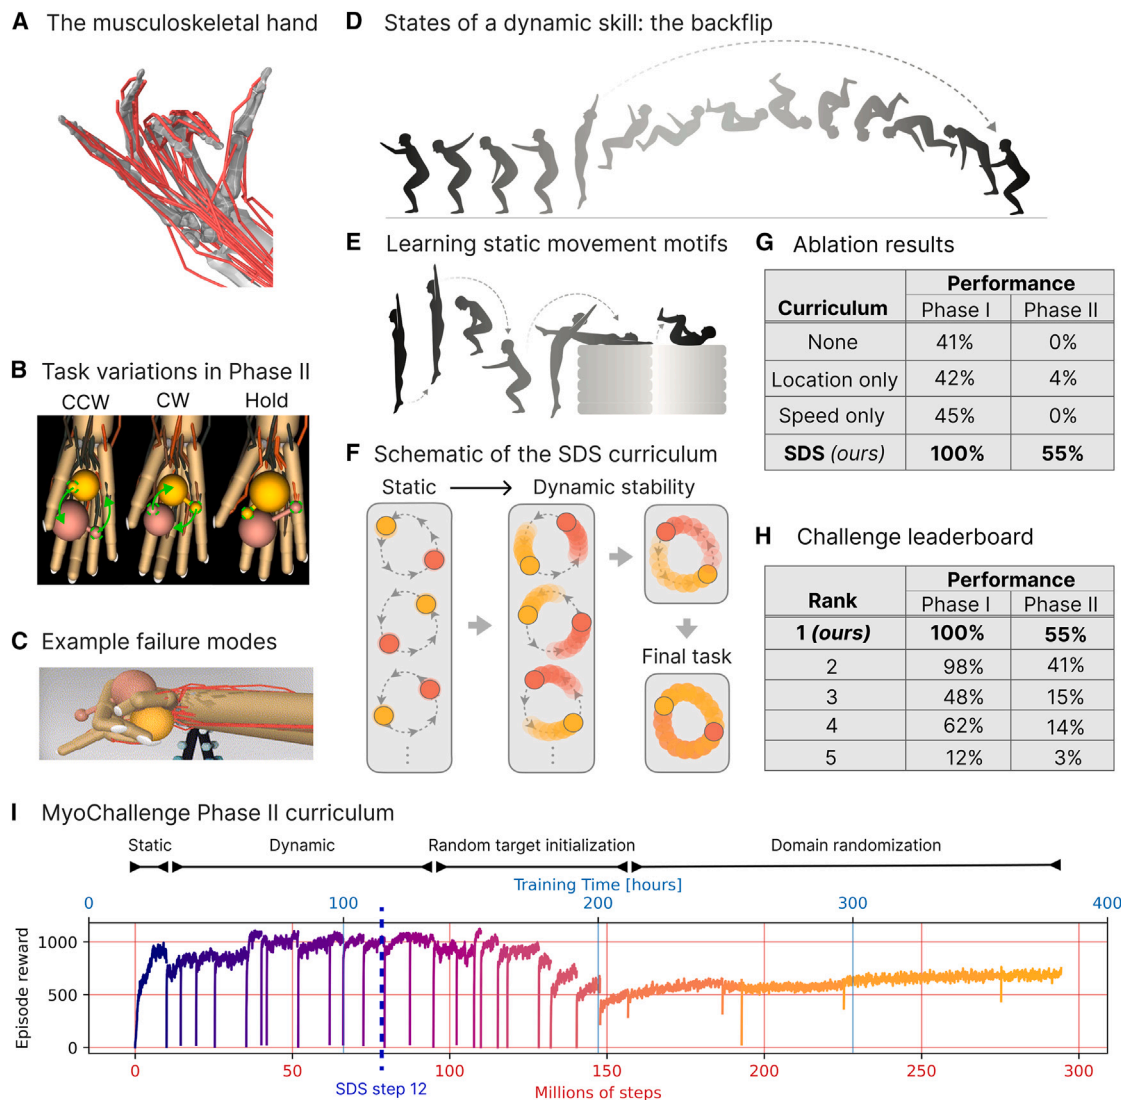 A The musculoskeletal hand
D States of a dynamic skill: the backflip
E Learning static movement motifs
G Ablation results
Curriculum
Performance
Phase I Phase II
None 41% 0%
Location only 42% 4%
Speed only 45% 0%
SDS (ours) 100% 55%
B Task variations in Phase II
CCW CW Hold
F Schematic of the SDS curriculum
Static Dynamic stability
Final task
H Challenge leaderboard
Rank
Performance
Phase I Phase II
1 (ours) 100% 55%
2 98% 41%
3 48% 15%
4 62% 14%
5 12% 3%
C Example failure modes
I MyoChallenge Phase II curriculum
Static Dynamic Random target initialization Domain randomization
Training Time [hours]
0 100 200 300 400
Episode reward
1000
500
0
0 50 100 150 200 250 300
SDS step 12
Millions of steps